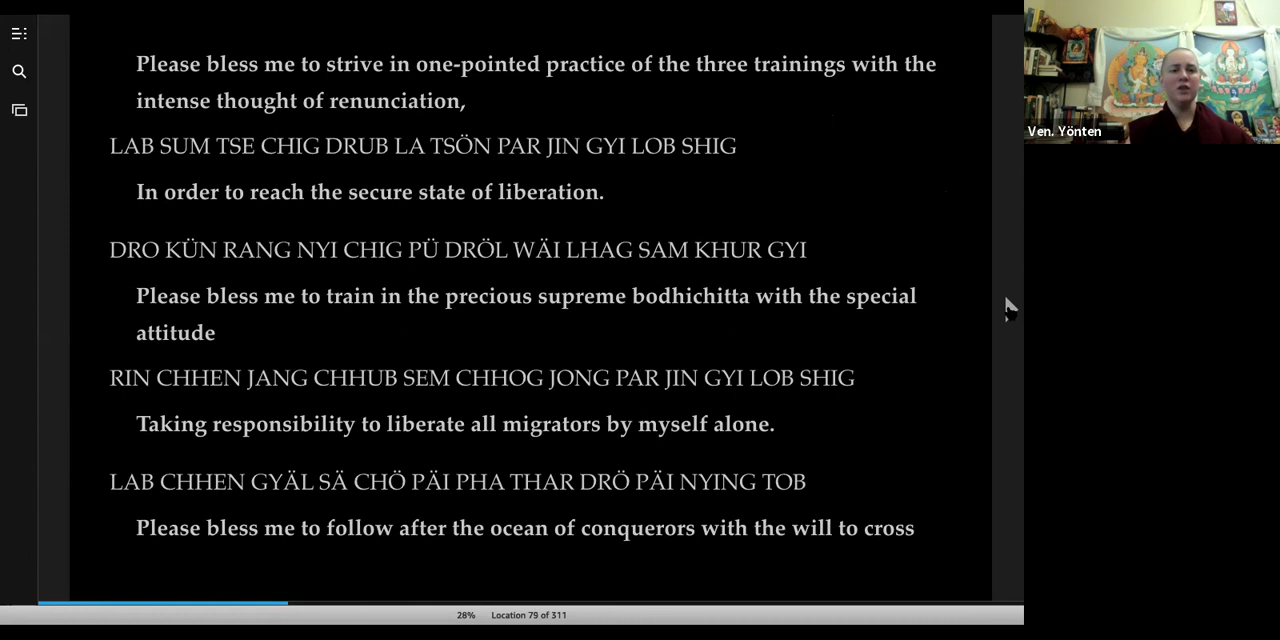 Please bless me to strive in one-pointed practice of the three trainings with the
intense thought of renunciation,
LAB SUM TSE CHIG DRUB LA TSÖN PAR JIN GYI LOB SHIG
In order to reach the secure state of liberation.
DRO KÜN RANG NYI CHIG PÜ DRÖL WÄI LHAG SAM KHUR GYI
Please bless me to train in the precious supreme bodhichitta with the special
attitude
RIN CHHEN JANG CHHUB SEM CHHOG JONG PAR JIN GYI LOB SHIG
Taking responsibility to liberate all migrators by myself alone.
LAB CHHEN GYÄL SÄ CHÖ PÄI PHA THAR DRÖ PÄI NYING TOB
Please bless me to follow after the ocean of conquerors with the will to cross
28% Location 79 of 311
Ven. Yönten